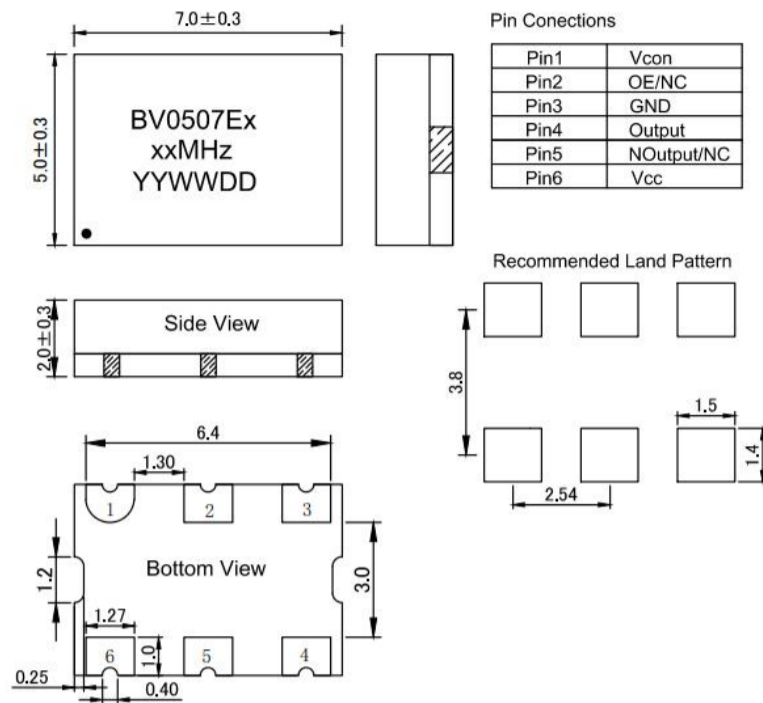 7.0±0.3
5.0±0.3
BV0507Ex
xxMHz
YYWWDD
Pin Conections
Pin1 Vcon
Pin2 OE/NC
Pin3 GND
Pin4 Output
Pin5 NOutput/NC
Pin6 Vcc
2.0±0.3
Side View
Recommended Land Pattern
3.8
1.5
1.4
2.54
6.4
1.30
1 2 3
1.2
Bottom View
3.0
1.27
6 1.0 5 4
0.25
0.40